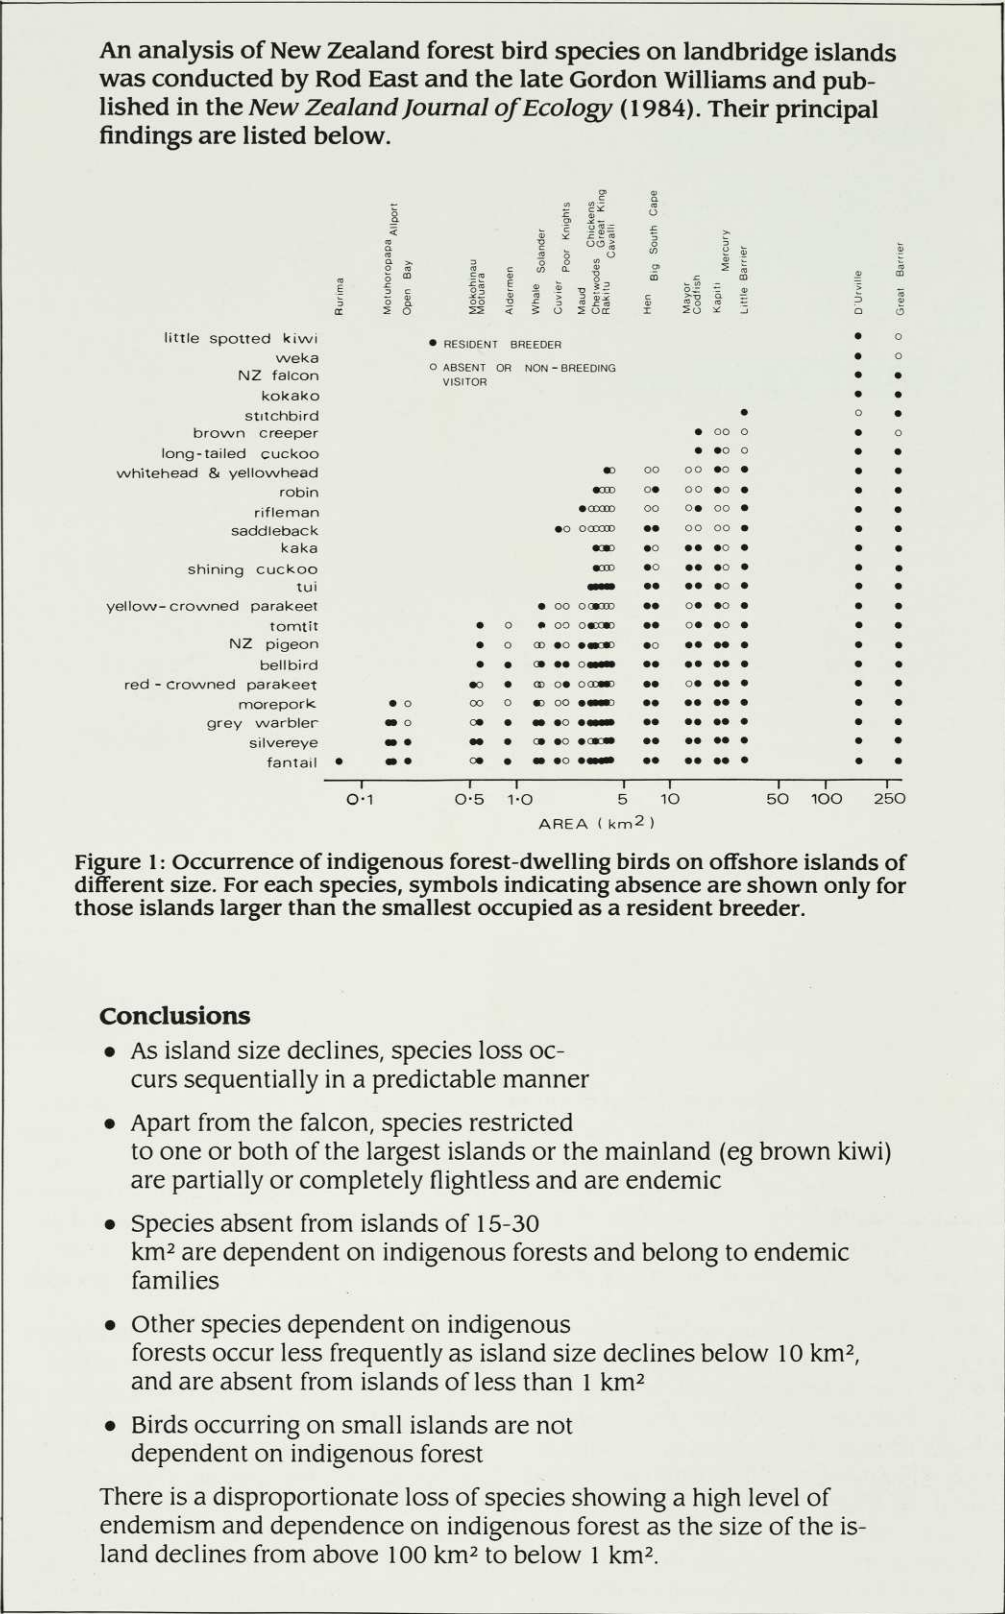 An analysis of New Zealand forest bird species on landbridge islands
was conducted by Rod East and the late Gordon Williams and pub-
lished in the New Zealand Journal of Ecology (1984). Their principal
findings are listed below.
Rurima
Motuhoropapa Ailport
Open Bay
Mokohinau
Motuara
Aldermen
Whale Solander
Cuvier Poor Knights
Maud
Chetwodes Chickens
Rakitu Great King
Cavalli
Hen Big South Cape
Mayor
Codfish
Kapiti Mercury
Little Barrier
D'Urville
Great Barrier
● RESIDENT BREEDER
○ ABSENT OR NON-BREEDING
VISITOR
little spotted kiwi
weka
NZ falcon
kokako
stitchbird
brown creeper
long-tailed cuckoo
whitehead & yellowhead
robin
rifleman
saddleback
kaka
shining cuckoo
tui
yellow-crowned parakeet
tomtit
NZ pigeon
bellbird
red-crowned parakeet
morepork
grey warbler
silvereye
fantail
0·1 0·5 1·0 5 10 50 100 250
AREA (km2)
Figure 1: Occurrence of indigenous forest-dwelling birds on offshore islands of
different size. For each species, symbols indicating absence are shown only for
those islands larger than the smallest occupied as a resident breeder.
Conclusions
● As island size declines, species loss oc-
curs sequentially in a predictable manner
● Apart from the falcon, species restricted
to one or both of the largest islands or the mainland (eg brown kiwi)
are partially or completely flightless and are endemic
● Species absent from islands of 15-30
km² are dependent on indigenous forests and belong to endemic
families
● Other species dependent on indigenous
forests occur less frequently as island size declines below 10 km²,
and are absent from islands of less than 1 km²
● Birds occurring on small islands are not
dependent on indigenous forest
There is a disproportionate loss of species showing a high level of
endemism and dependence on indigenous forest as the size of the is-
land declines from above 100 km² to below 1 km².